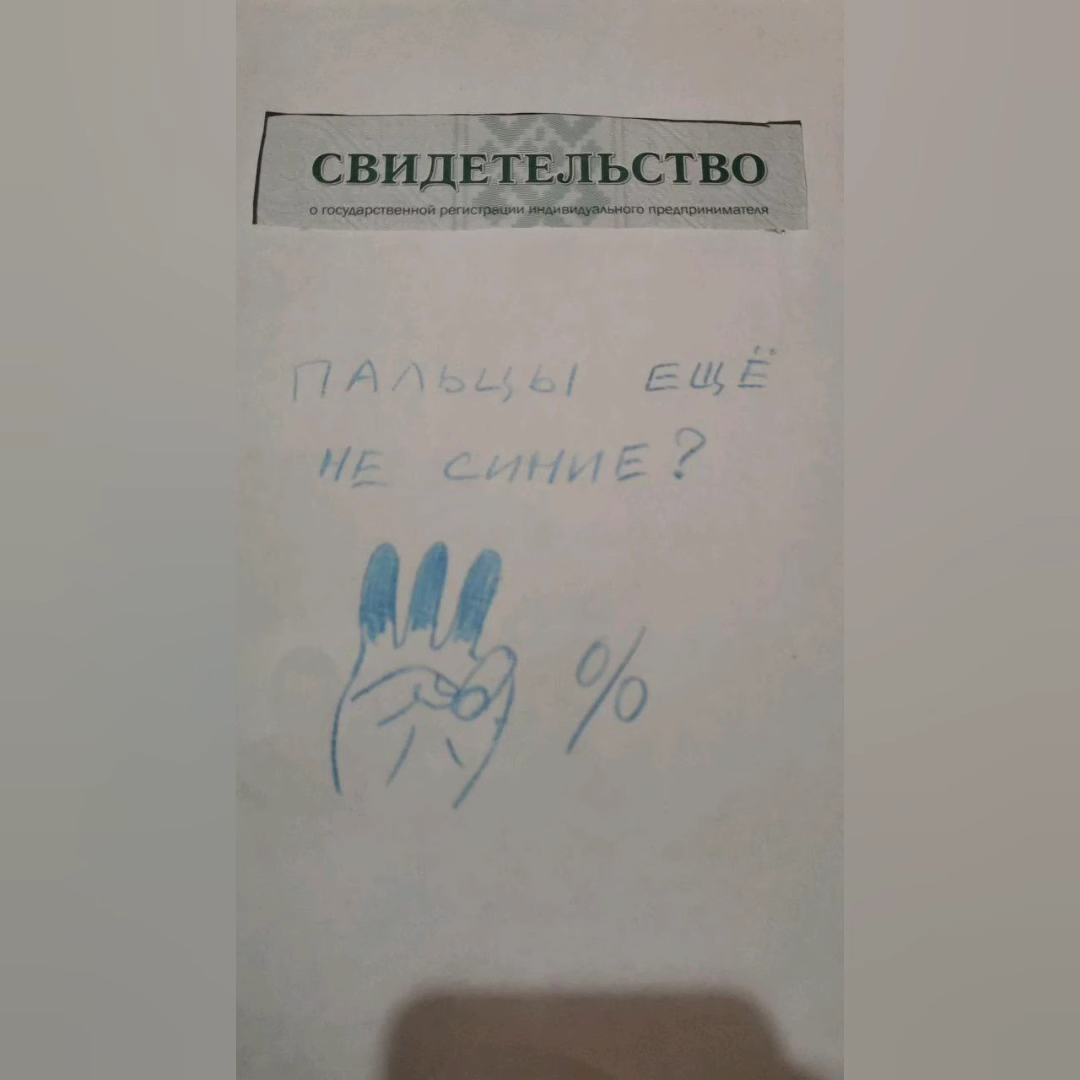 СВИДЕТЕЛЬСТВО
о государственной регистрации индивидуального предпринимателя
ПАЛЬЦЫ ЕЩЁ
НЕ СИНИЕ?
%